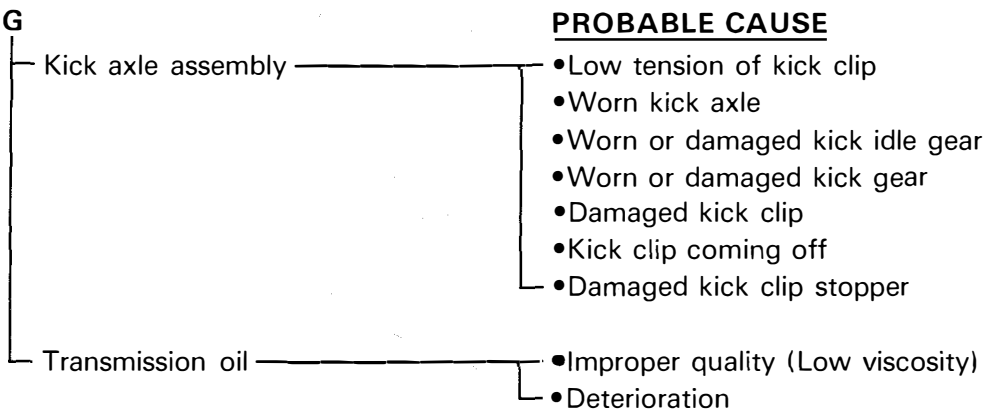 G
PROBABLE CAUSE
Kick axle assembly
•Low tension of kick clip
•Worn kick axle
•Worn or damaged kick idle gear
•Worn or damaged kick gear
•Damaged kick clip
•Kick clip coming off
•Damaged kick clip stopper
Transmission oil
•Improper quality (Low viscosity)
•Deterioration